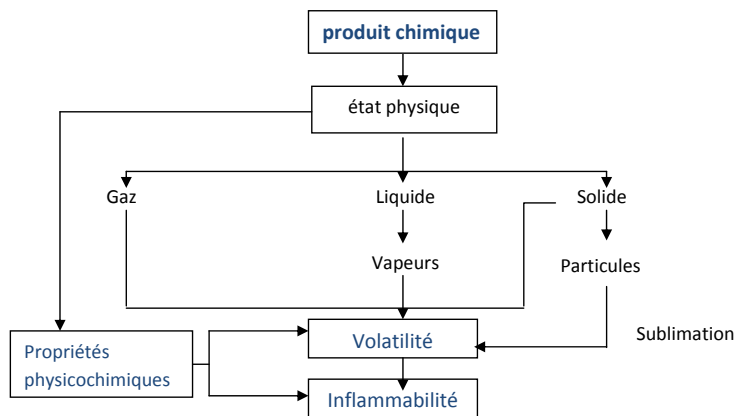 produit chimique
état physique
Gaz
Liquide
Solide
Vapeurs
Particules
Sublimation
Volatilité
Propriétés
physicochimiques
Inflammabilité